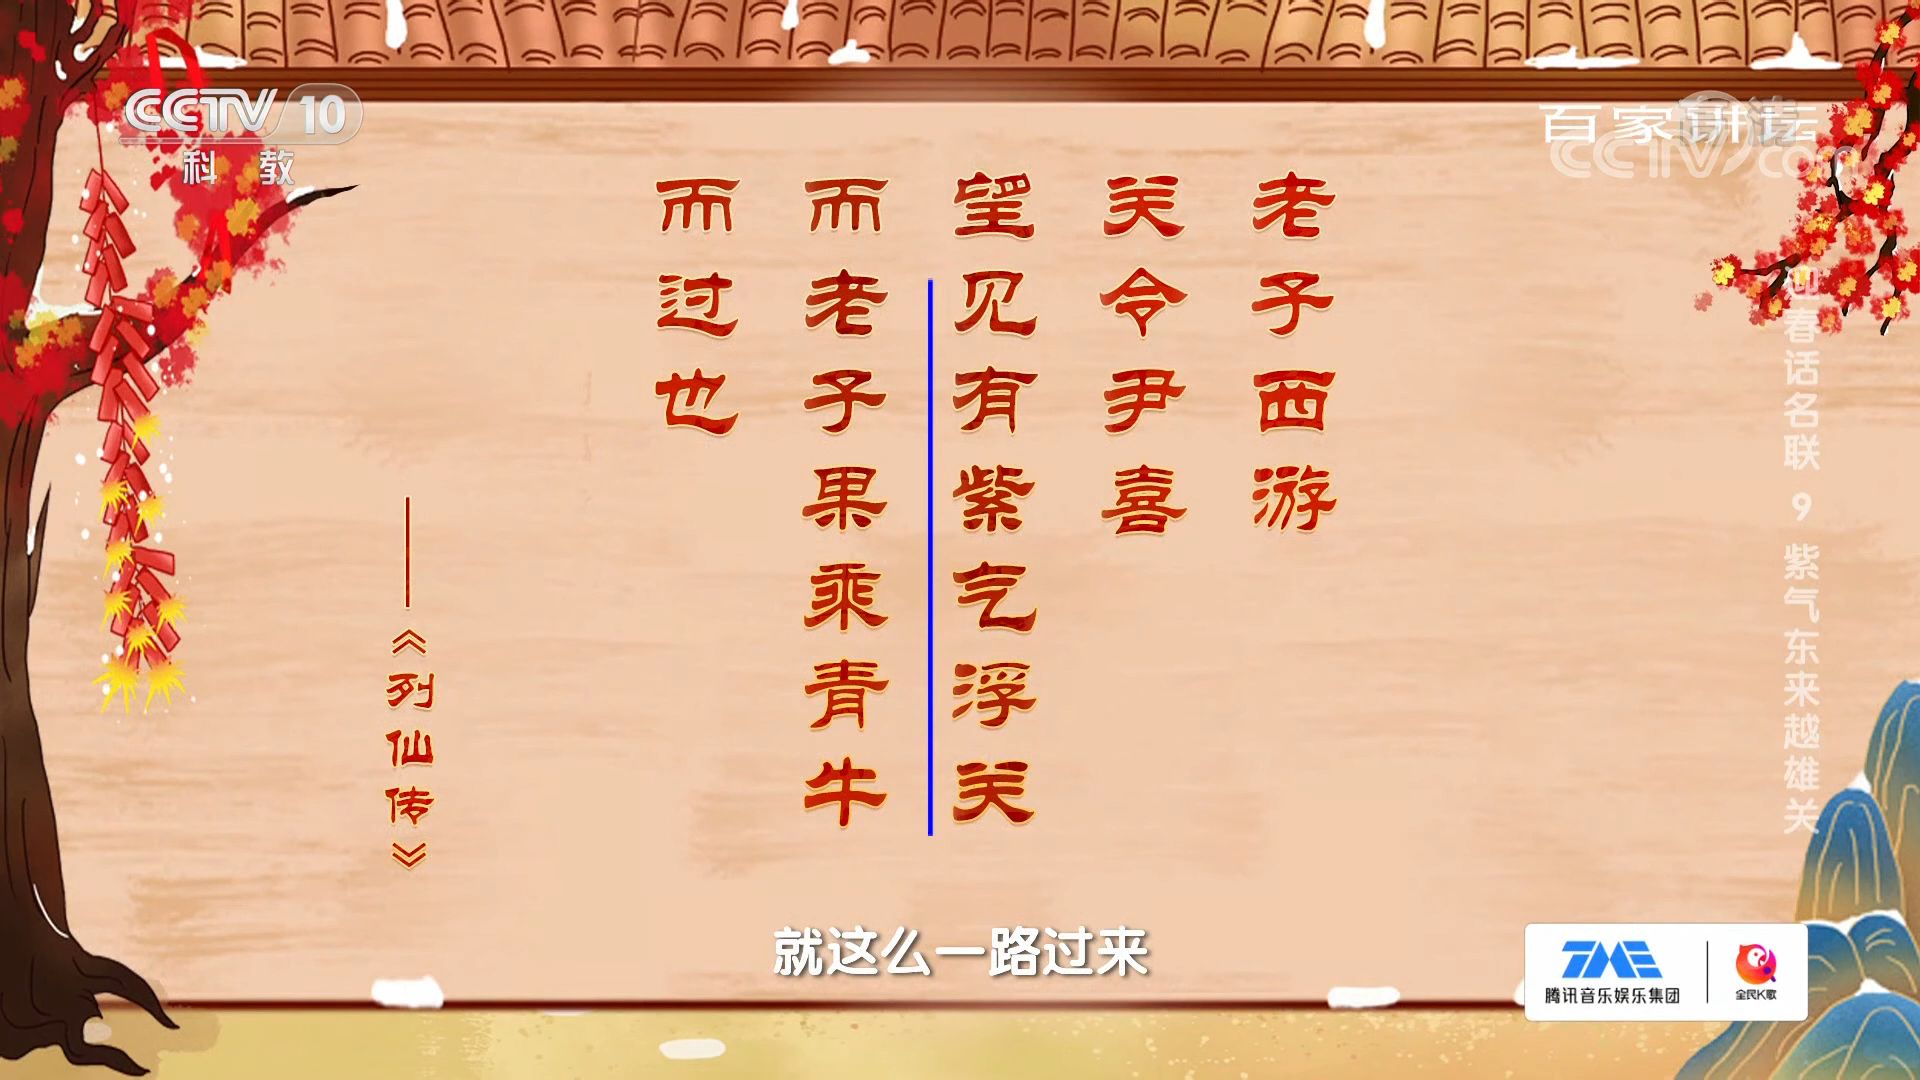 CCTV 10
科 教
百家讲坛
CCTV.com
老子西游
关令尹喜
望见有紫气浮关
而老子果乘青牛
而过也
——《列仙传》
迎春话名联 9 紫气东来越雄关
就这么一路过来
TME
腾讯音乐娱乐集团
全民K歌